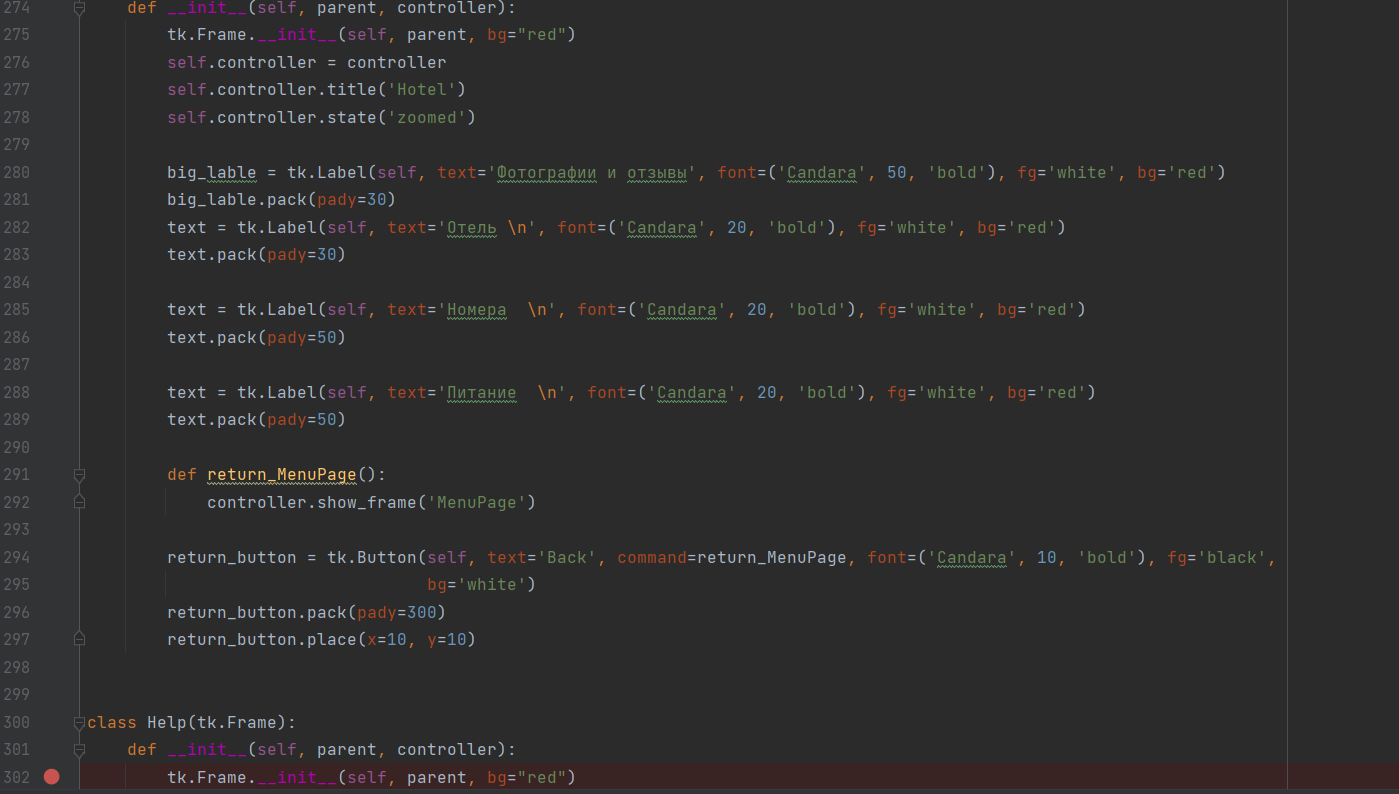 274 def __init__(self, parent, controller):
275 tk.Frame.__init__(self, parent, bg="red")
276 self.controller = controller
277 self.controller.title('Hotel')
278 self.controller.state('zoomed')
279
280 big_lable = tk.Label(self, text='Фотографии и отзывы', font=('Candara', 50, 'bold'), fg='white', bg='red')
281 big_lable.pack(pady=30)
282 text = tk.Label(self, text='Отель \n', font=('Candara', 20, 'bold'), fg='white', bg='red')
283 text.pack(pady=30)
284
285 text = tk.Label(self, text='Номера  \n', font=('Candara', 20, 'bold'), fg='white', bg='red')
286 text.pack(pady=50)
287
288 text = tk.Label(self, text='Питание  \n', font=('Candara', 20, 'bold'), fg='white', bg='red')
289 text.pack(pady=50)
290
291 def return_MenuPage():
292 controller.show_frame('MenuPage')
293
294 return_button = tk.Button(self, text='Back', command=return_MenuPage, font=('Candara', 10, 'bold'), fg='black',
295 bg='white')
296 return_button.pack(pady=300)
297 return_button.place(x=10, y=10)
298
299
300 class Help(tk.Frame):
301 def __init__(self, parent, controller):
302 tk.Frame.__init__(self, parent, bg="red")